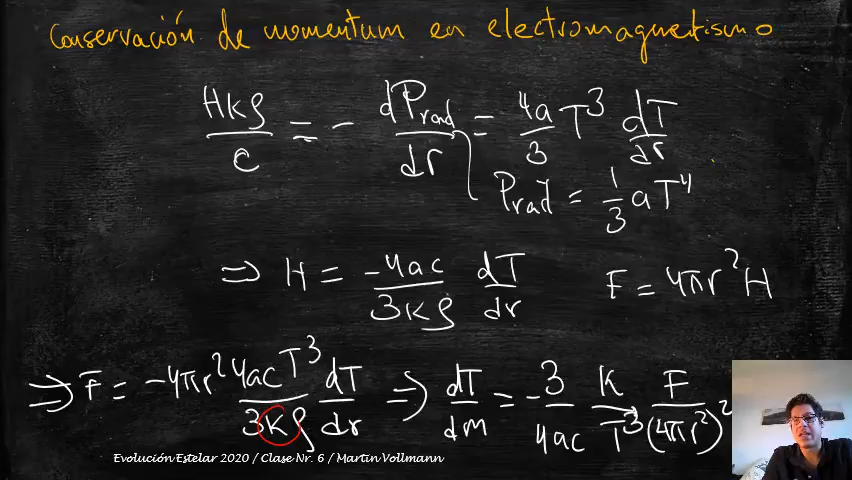 Conservación de momentum en electromagnetismo
Hκρ/c = - dPrad/dr = 4a/3 T³ dT/dr
Prad = 1/3 aT⁴
⇒ H = -4ac/3κρ dT/dr F = 4πr²H
⇒ F = -4πr² 4acT³/3κρ dT/dr ⇒ dT/dm = -3/4ac κ/T³ F/(4πr²)²
Evolución Estelar 2020 / Clase Nr. 6 / Martin Vollmann